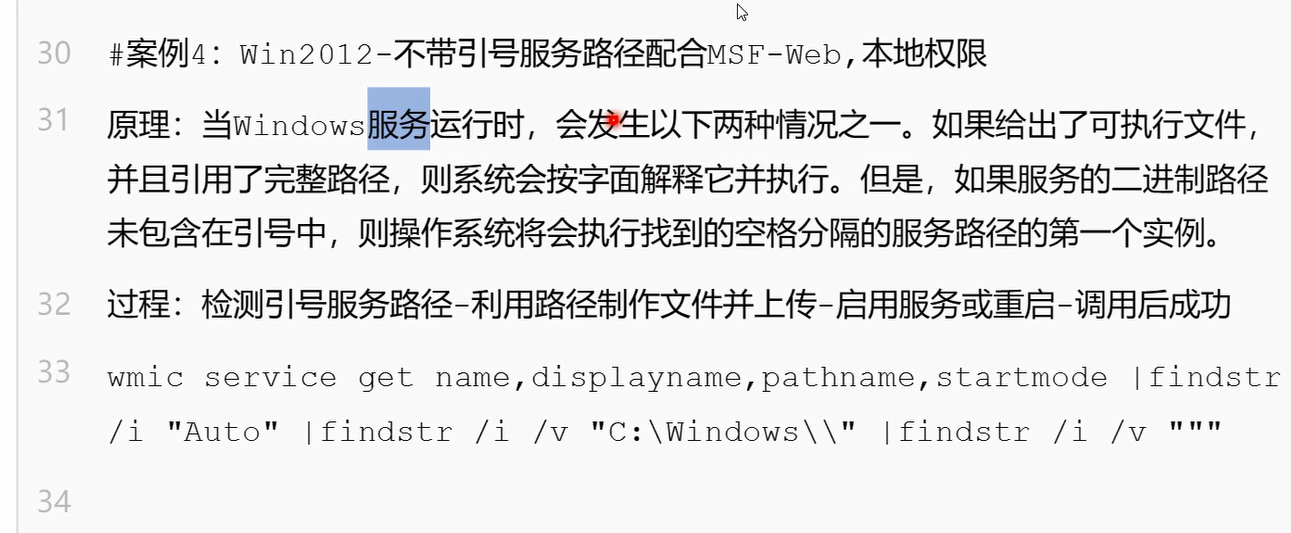 30 #案例4：Win2012-不带引号服务路径配合MSF-Web,本地权限
31 原理：当Windows服务运行时，会发生以下两种情况之一。如果给出了可执行文件，
并且引用了完整路径，则系统会按字面解释它并执行。但是，如果服务的二进制路径
未包含在引号中，则操作系统将会执行找到的空格分隔的服务路径的第一个实例。
32 过程：检测引号服务路径-利用路径制作文件并上传-启用服务或重启-调用后成功
33 wmic service get name,displayname,pathname,startmode |findstr
/i "Auto" |findstr /i /v "C:\Windows\\" |findstr /i /v """
34